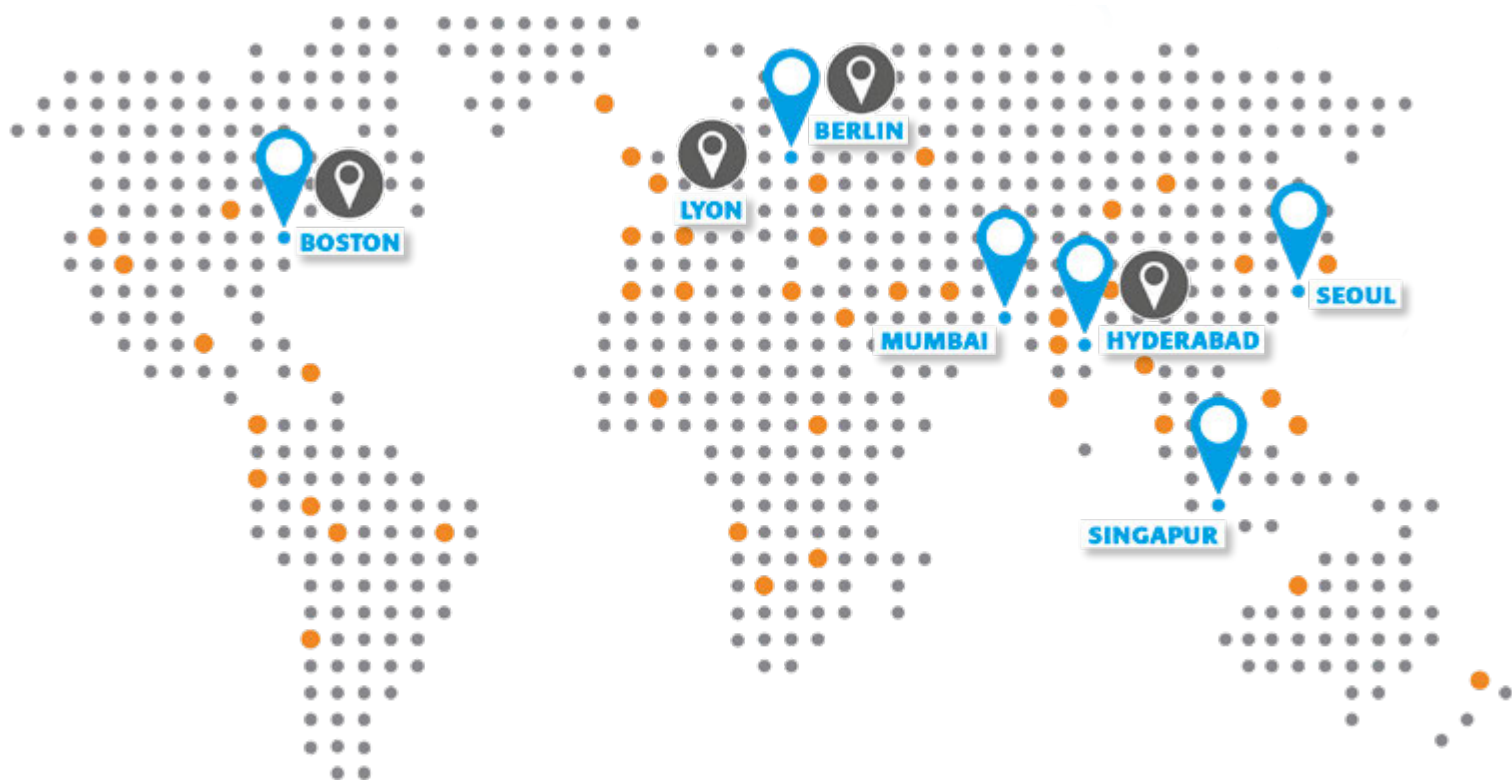 BERLIN
LYON
BOSTON
SEOUL
MUMBAI
HYDERABAD
SINGAPUR